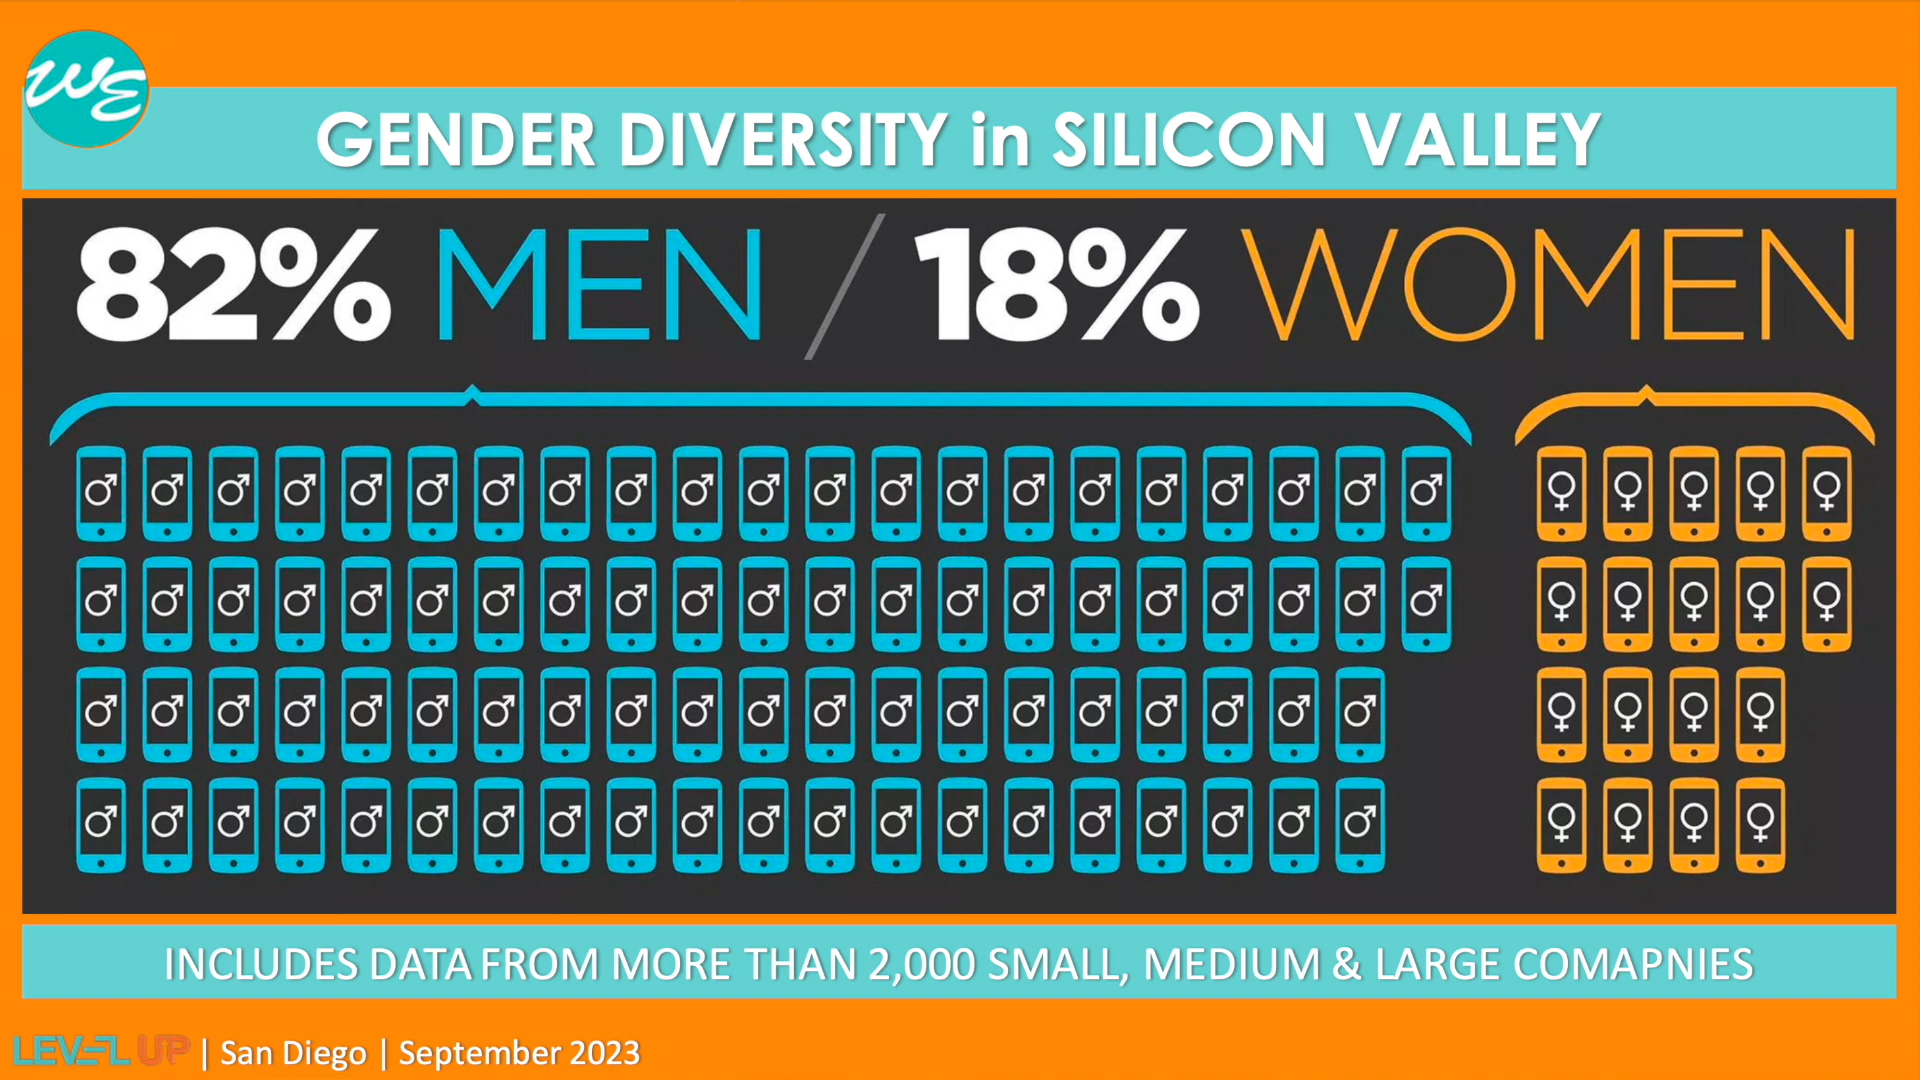 WE
GENDER DIVERSITY in SILICON VALLEY
82% MEN / 18% WOMEN
INCLUDES DATA FROM MORE THAN 2,000 SMALL, MEDIUM & LARGE COMAPNIES
LEVEL UP | San Diego | September 2023